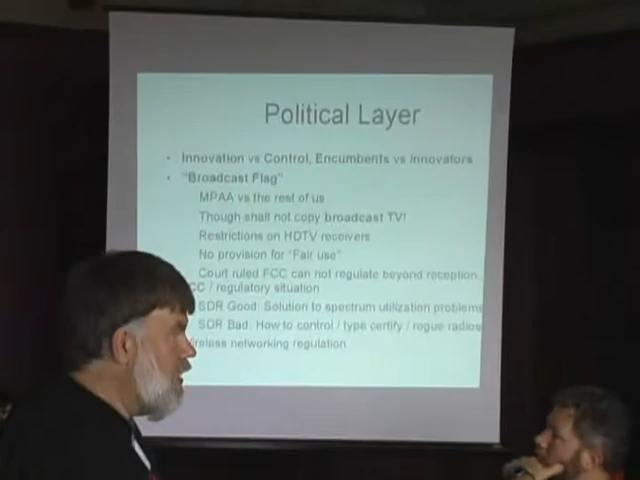 Political Layer
• Innovation vs Control, Encumbents vs Innovators
• "Broadcast Flag"
MPAA vs the rest of us
Though shall not copy broadcast TV!
Restrictions on HDTV receivers
No provision for "Fair use"
Court ruled FCC can not regulate beyond reception
CC / regulatory situation
SDR Good: Solution to spectrum utilization problems
SDR Bad: How to control / type certify / rogue radios
ireless networking regulation